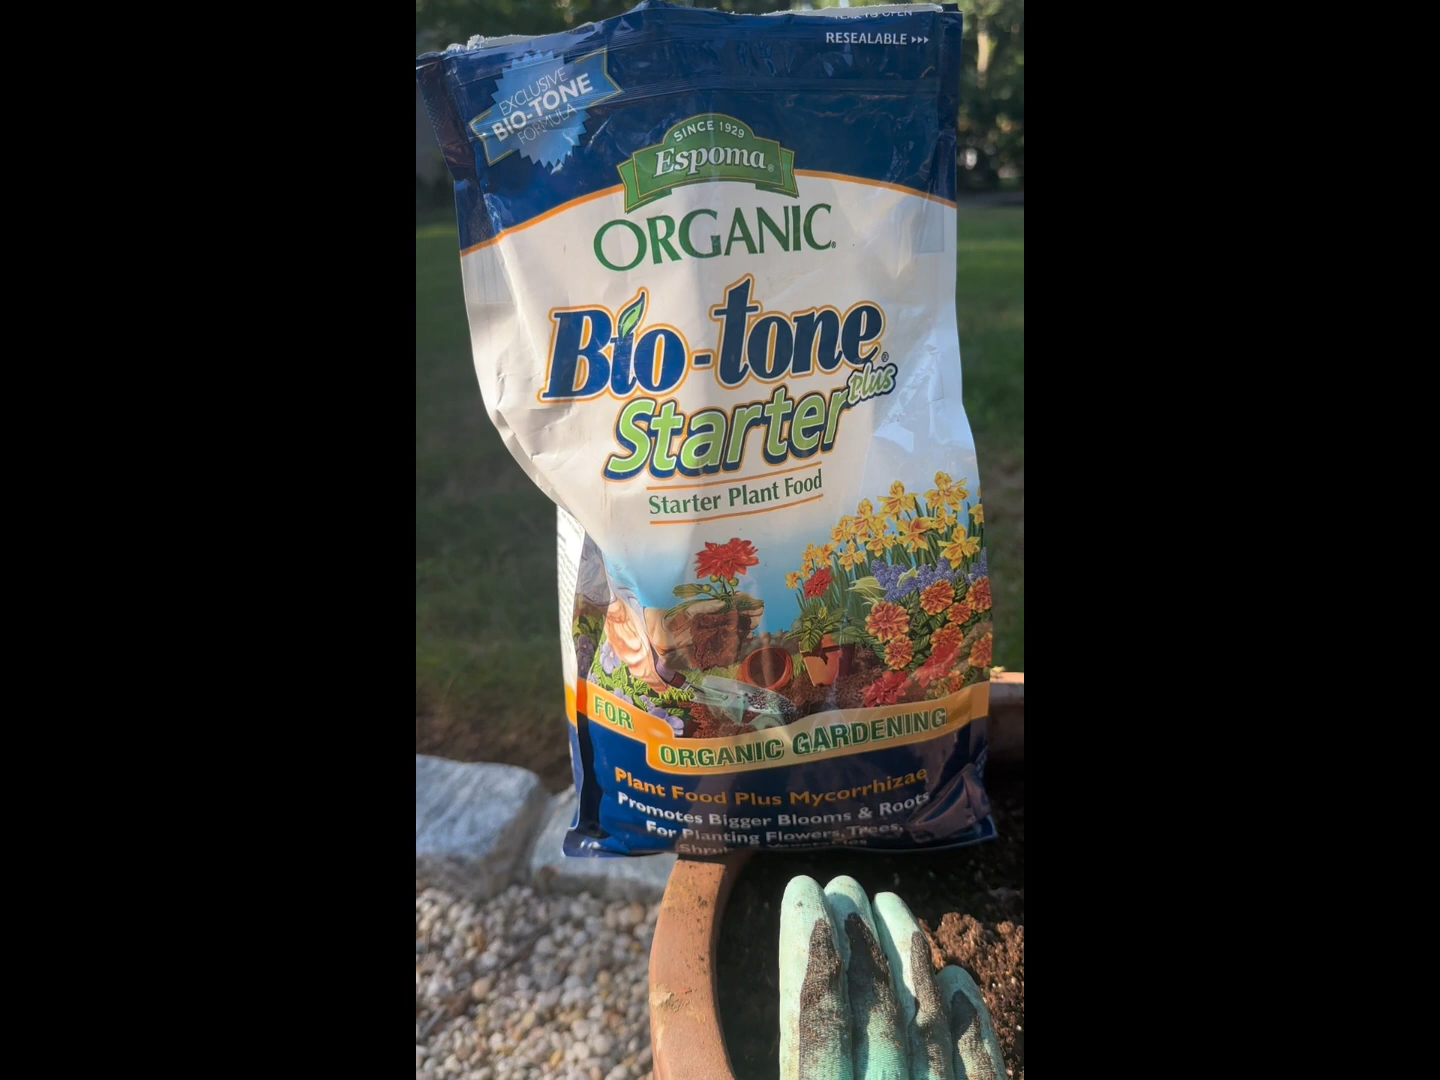 RESEALABLE
EXCLUSIVE
BIO-TONE
FORMULA
SINCE 1929
Espoma®
ORGANIC®
Bio-tone®
Starter Plus
Starter Plant Food
FOR
ORGANIC GARDENING
Plant Food Plus Mycorrhizae
Promotes Bigger Blooms & Roots
For Planting Flowers, Trees,